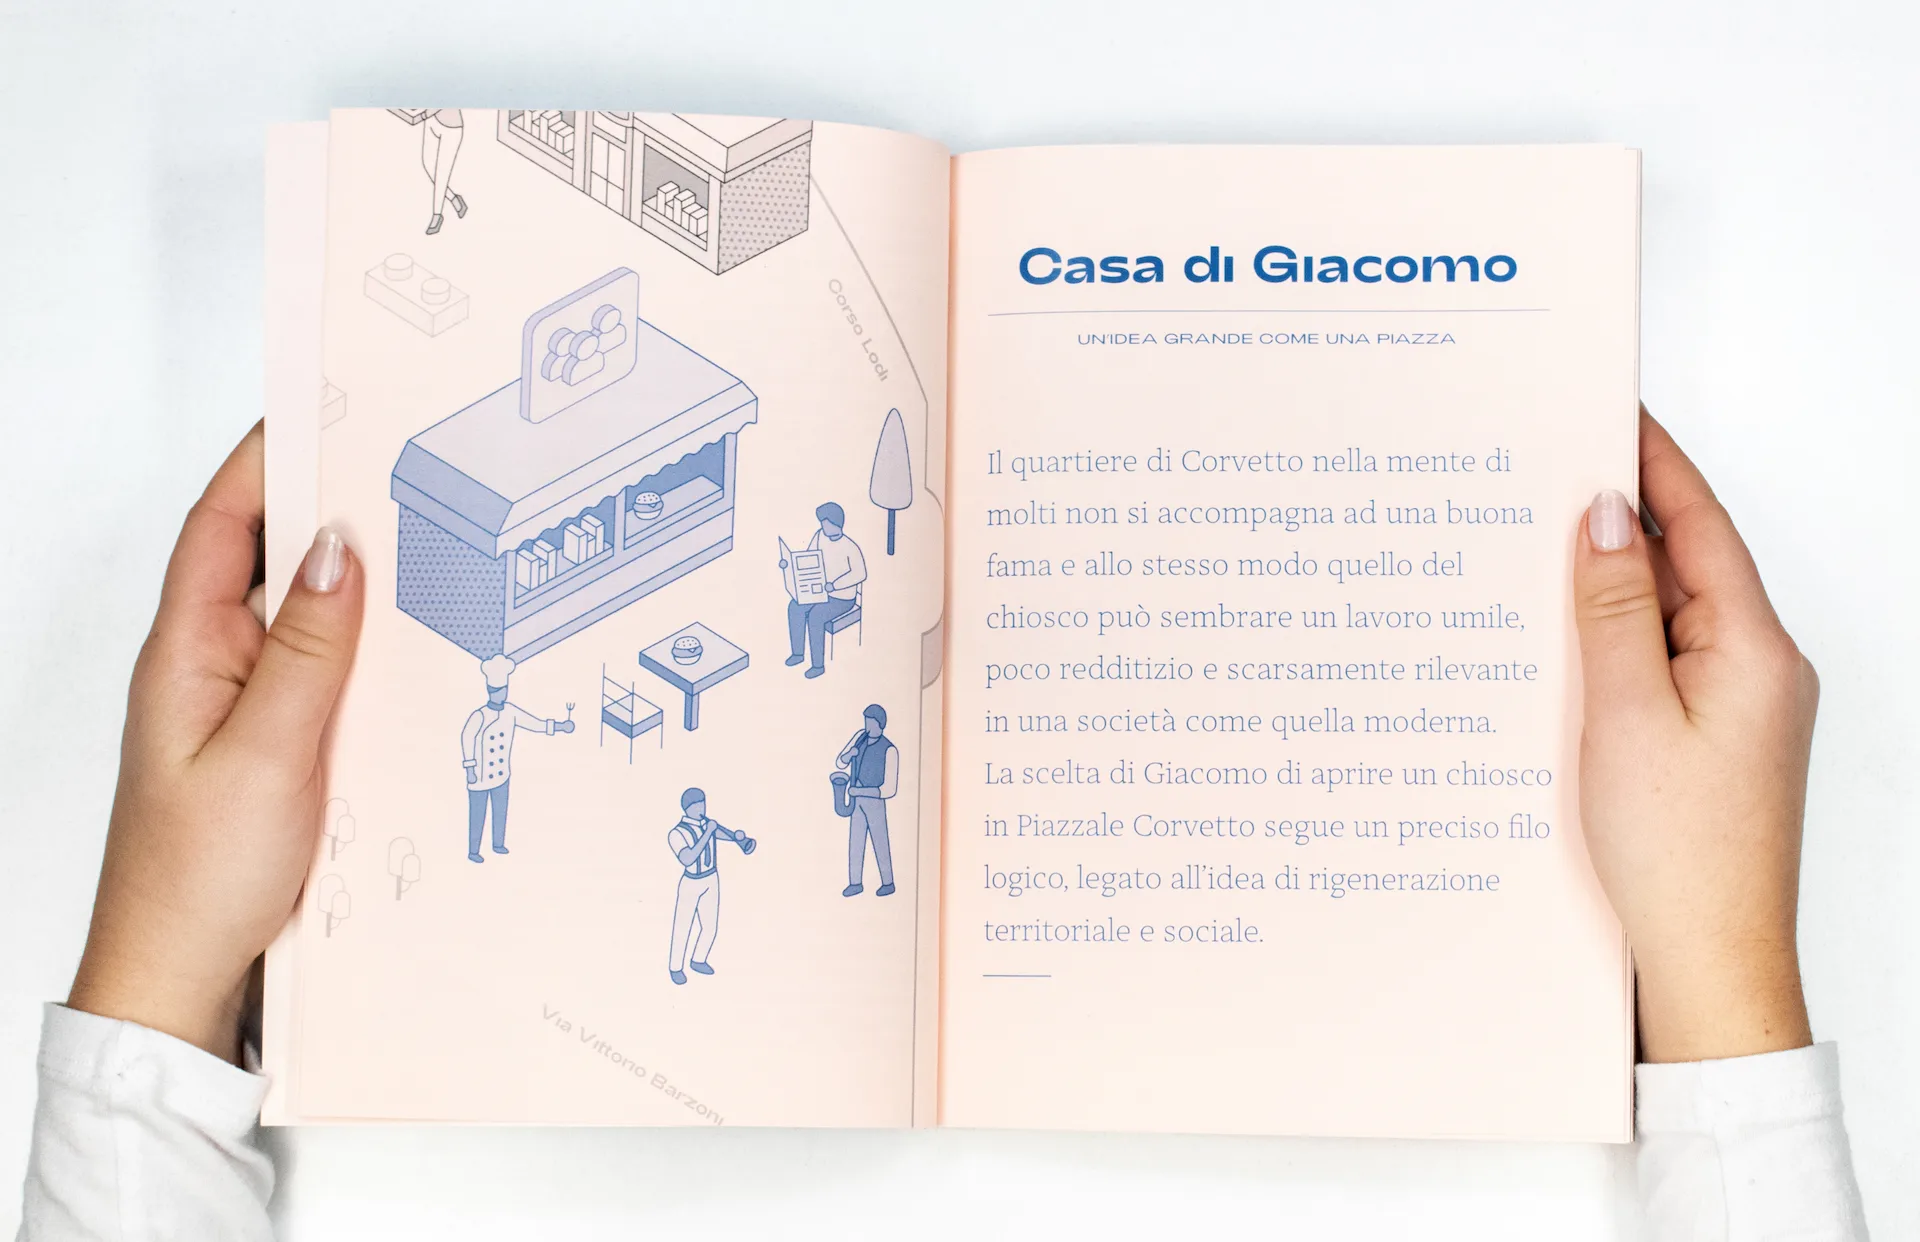 Corso Lodi
Via Vittorio Barzoni
Casa di Giacomo
UN'IDEA GRANDE COME UNA PIAZZA
Il quartiere di Corvetto nella mente di
molti non si accompagna ad una buona
fama e allo stesso modo quello del
chiosco può sembrare un lavoro umile,
poco redditizio e scarsamente rilevante
in una società come quella moderna.
La scelta di Giacomo di aprire un chiosco
in Piazzale Corvetto segue un preciso filo
logico, legato all’idea di rigenerazione
territoriale e sociale.